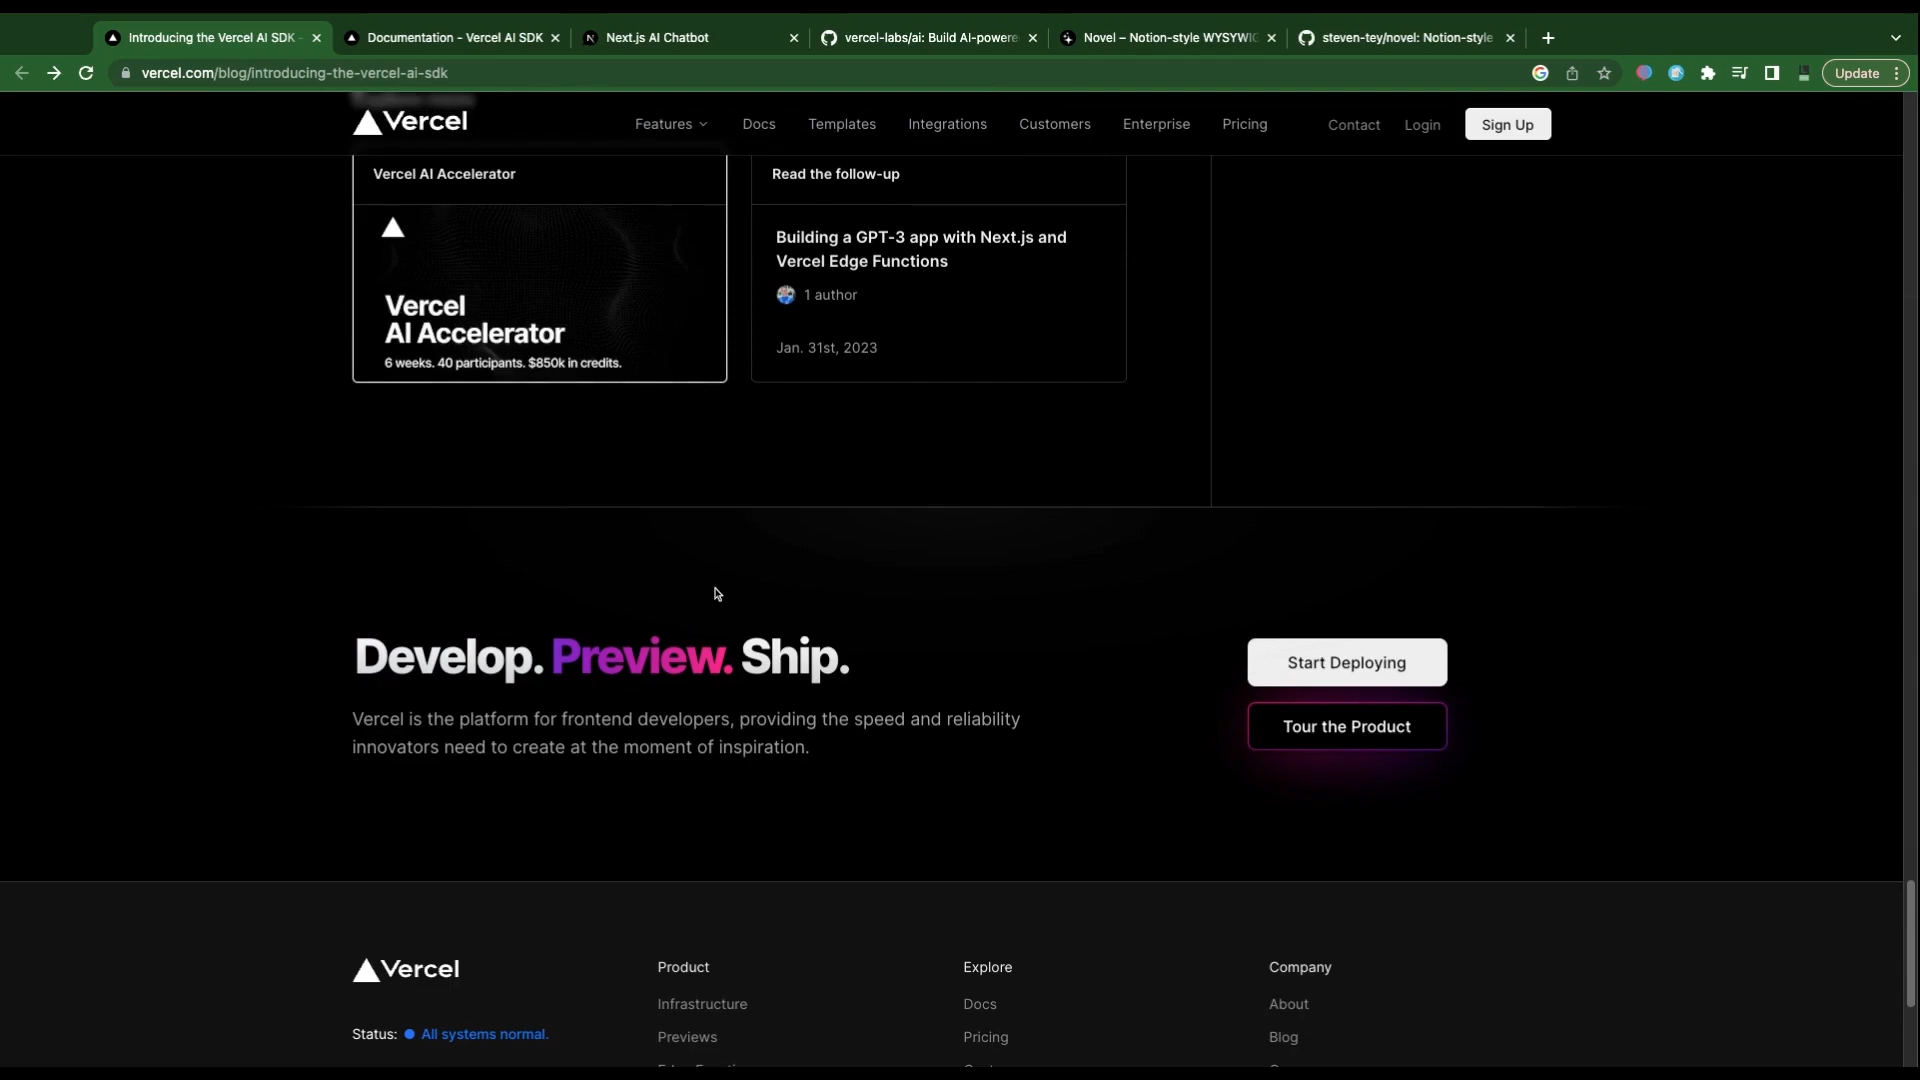 Introducing the Vercel AI SDK -
Documentation - Vercel AI SDK
Next.js AI Chatbot
vercel-labs/ai: Build AI-powere
Novel – Notion-style WYSYWIG
steven-tey/novel: Notion-style
vercel.com/blog/introducing-the-vercel-ai-sdk
Update
Vercel
Features
Docs
Templates
Integrations
Customers
Enterprise
Pricing
Contact
Login
Sign Up
Vercel AI Accelerator
Read the follow-up
Vercel
AI Accelerator
6 weeks. 40 participants. $850k in credits.
Building a GPT-3 app with Next.js and
Vercel Edge Functions
1 author
Jan. 31st, 2023
Develop. Preview. Ship.
Vercel is the platform for frontend developers, providing the speed and reliability
innovators need to create at the moment of inspiration.
Start Deploying
Tour the Product
Vercel
Status: All systems normal.
Product
Infrastructure
Previews
Explore
Docs
Pricing
Company
About
Blog